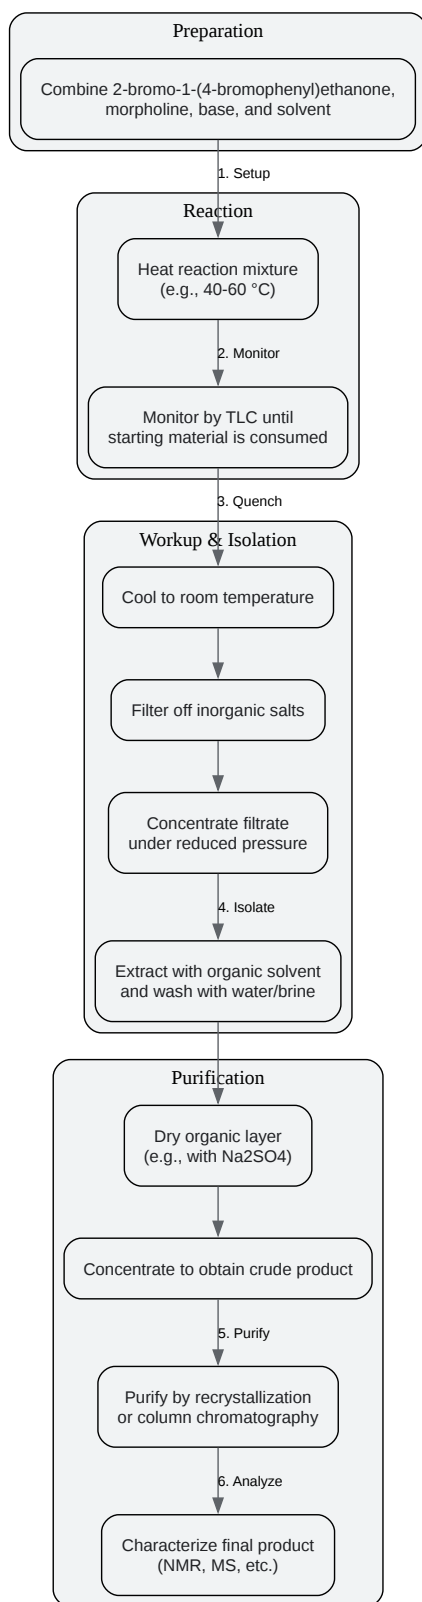 Preparation
Combine 2-bromo-1-(4-bromophenyl)ethanone,
morpholine, base, and solvent
1. Setup
Reaction
Heat reaction mixture
(e.g., 40-60 °C)
2. Monitor
Monitor by TLC until
starting material is consumed
3. Quench
Workup & Isolation
Cool to room temperature
Filter off inorganic salts
Concentrate filtrate
under reduced pressure
4. Isolate
Extract with organic solvent
and wash with water/brine
Purification
Dry organic layer
(e.g., with Na2SO4)
Concentrate to obtain crude product
5. Purify
Purify by recrystallization
or column chromatography
6. Analyze
Characterize final product
(NMR, MS, etc.)